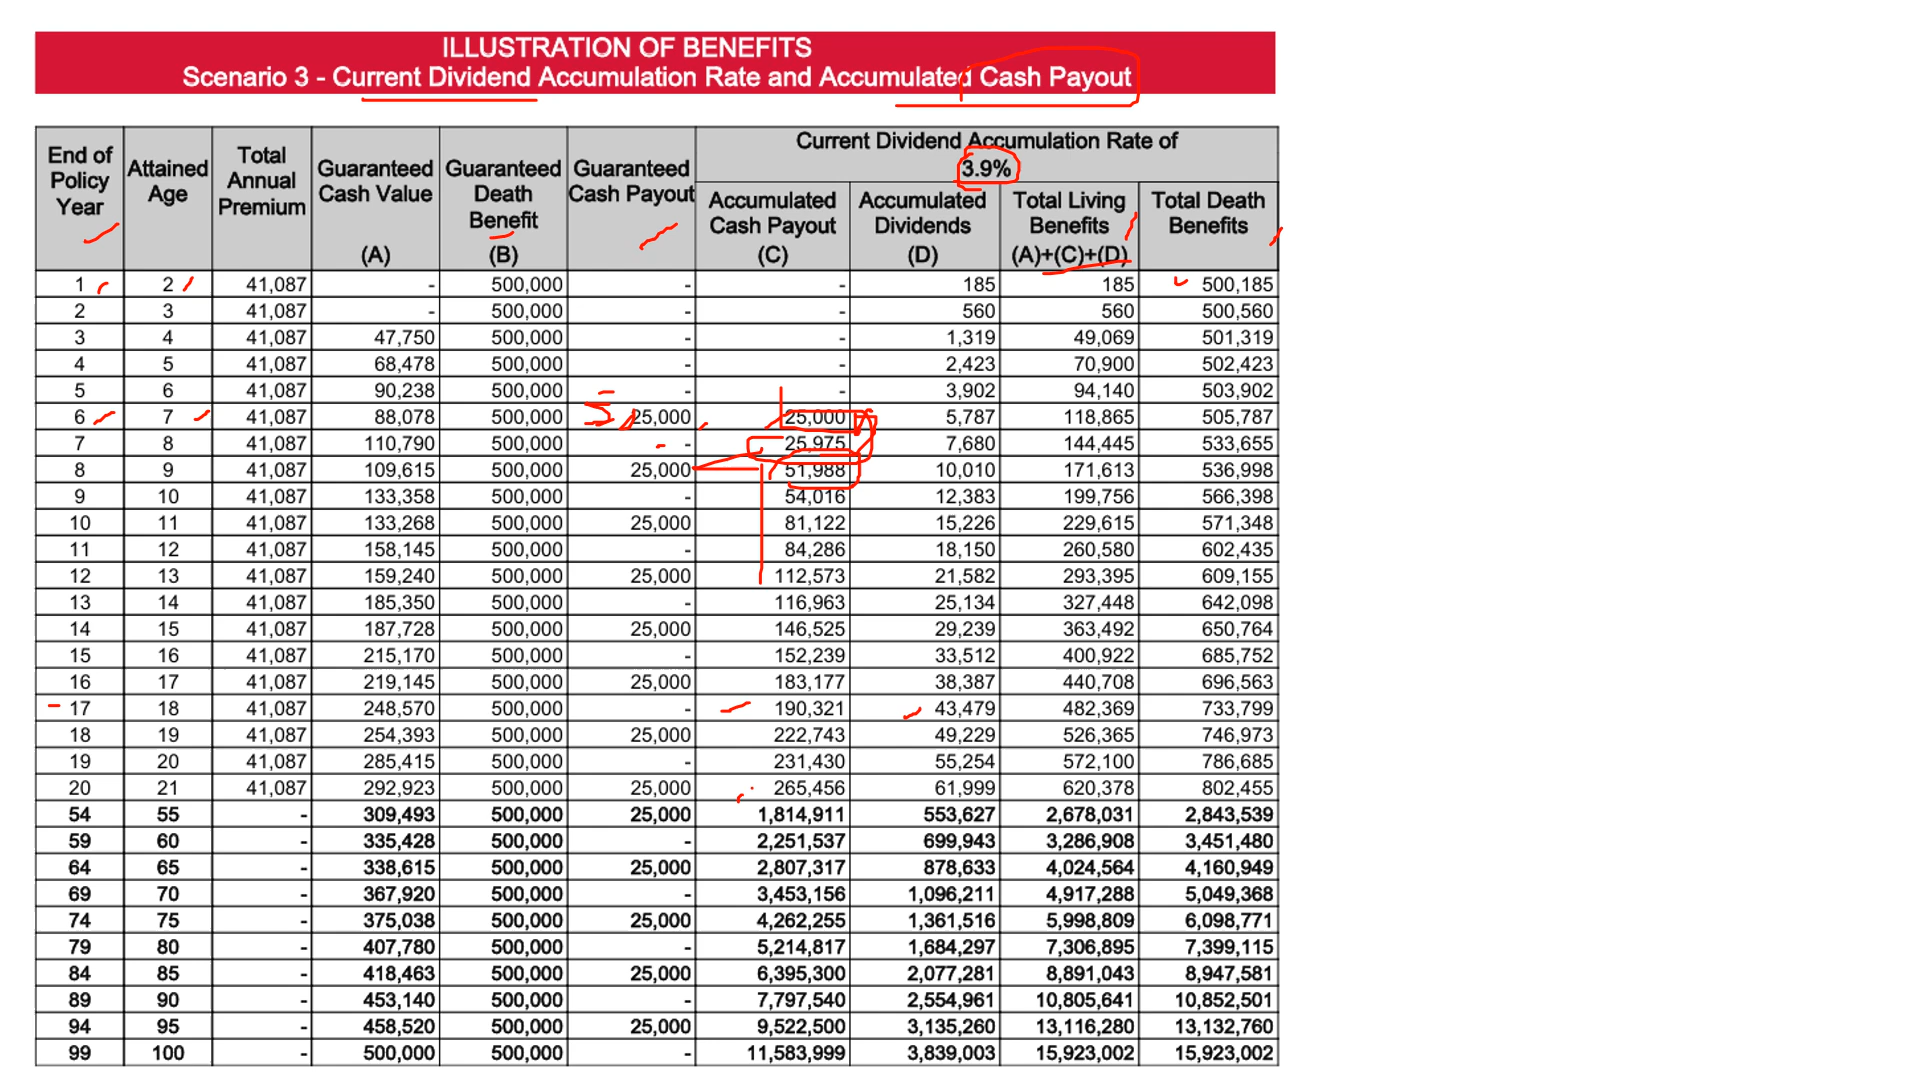 ILLUSTRATION OF BENEFITS
Scenario 3 - Current Dividend Accumulation Rate and Accumulated Cash Payout
End of Policy Year | Attained Age | Total Annual Premium | Guaranteed Cash Value (A) | Guaranteed Death Benefit (B) | Guaranteed Cash Payout | Current Dividend Accumulation Rate of 3.9%
Accumulated Cash Payout (C) | Accumulated Dividends (D) | Total Living Benefits (A)+(C)+(D) | Total Death Benefits
1 2 41,087 - 500,000 - - 185 185 500,185
2 3 41,087 - 500,000 - - 560 560 500,560
3 4 41,087 47,750 500,000 - - 1,319 49,069 501,319
4 5 41,087 68,478 500,000 - - 2,423 70,900 502,423
5 6 41,087 90,238 500,000 - - 3,902 94,140 503,902
6 7 41,087 88,078 500,000 25,000 25,000 5,787 118,865 505,787
7 8 41,087 110,790 500,000 - 25,975 7,680 144,445 533,655
8 9 41,087 109,615 500,000 25,000 51,988 10,010 171,613 536,998
9 10 41,087 133,358 500,000 - 54,016 12,383 199,756 566,398
10 11 41,087 133,268 500,000 25,000 81,122 15,226 229,615 571,348
11 12 41,087 158,145 500,000 - 84,286 18,150 260,580 602,435
12 13 41,087 159,240 500,000 25,000 112,573 21,582 293,395 609,155
13 14 41,087 185,350 500,000 - 116,963 25,134 327,448 642,098
14 15 41,087 187,728 500,000 25,000 146,525 29,239 363,492 650,764
15 16 41,087 215,170 500,000 - 152,239 33,512 400,922 685,752
16 17 41,087 219,145 500,000 25,000 183,177 38,387 440,708 696,563
17 18 41,087 248,570 500,000 - 190,321 43,479 482,369 733,799
18 19 41,087 254,393 500,000 25,000 222,743 49,229 526,365 746,973
19 20 41,087 285,415 500,000 - 231,430 55,254 572,100 786,685
20 21 41,087 292,923 500,000 25,000 265,456 61,999 620,378 802,455
54 55 - 309,493 500,000 25,000 1,814,911 553,627 2,678,031 2,843,539
59 60 - 335,428 500,000 - 2,251,537 699,943 3,286,908 3,451,480
64 65 - 338,615 500,000 25,000 2,807,317 878,633 4,024,564 4,160,949
69 70 - 367,920 500,000 - 3,453,156 1,096,211 4,917,288 5,049,368
74 75 - 375,038 500,000 25,000 4,262,255 1,361,516 5,998,809 6,098,771
79 80 - 407,780 500,000 - 5,214,817 1,684,297 7,306,895 7,399,115
84 85 - 418,463 500,000 25,000 6,395,300 2,077,281 8,891,043 8,947,581
89 90 - 453,140 500,000 - 7,797,540 2,554,961 10,805,641 10,852,501
94 95 - 458,520 500,000 25,000 9,522,500 3,135,260 13,116,280 13,132,760
99 100 - 500,000 500,000 - 11,583,999 3,839,003 15,923,002 15,923,002